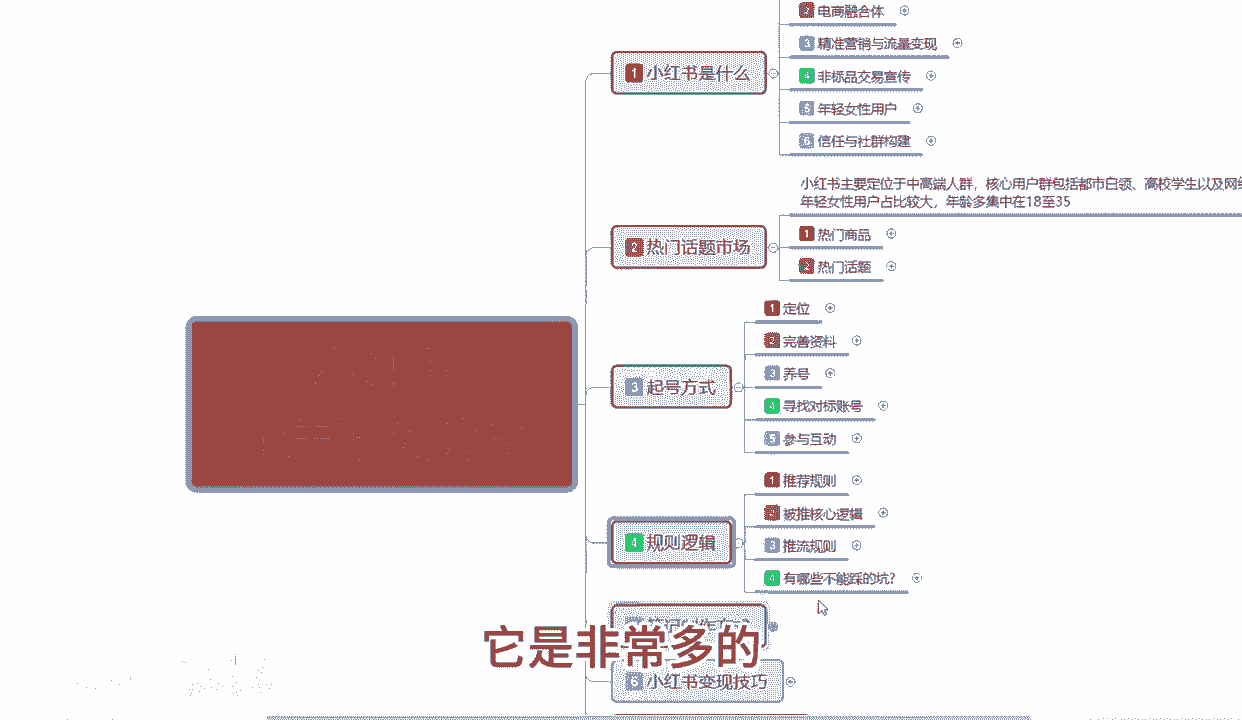 2 电商融合体
3 精准营销与流量变现
1 小红书是什么
4 非标品交易宣传
5 年轻女性用户
6 信任与社群构建
小红书主要定位于中高端人群，核心用户群包括都市白领、高校学生以及网
年轻女性用户占比较大，年龄多集中在18至35
2 热门话题市场
1 热门商品
2 热门话题
3 起号方式
1 定位
2 完善资料
3 养号
4 寻找对标账号
5 参与互动
4 规则逻辑
1 推荐规则
2 被推核心逻辑
3 推流规则
4 有哪些不能踩的坑？
它是非常多的
6 小红书变现技巧